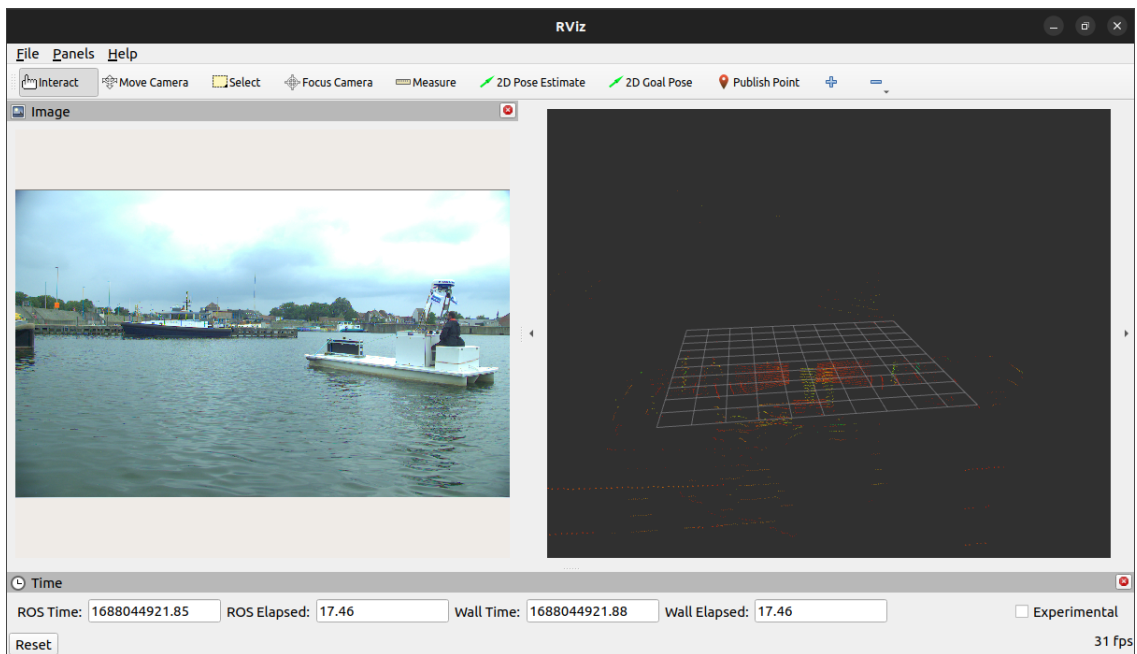 RViz
File Panels Help
Interact Move Camera Select Focus Camera Measure 2D Pose Estimate 2D Goal Pose Publish Point
Image
Time
ROS Time: 1688044921.85 ROS Elapsed: 17.46 Wall Time: 1688044921.88 Wall Elapsed: 17.46 Experimental
Reset 31 fps